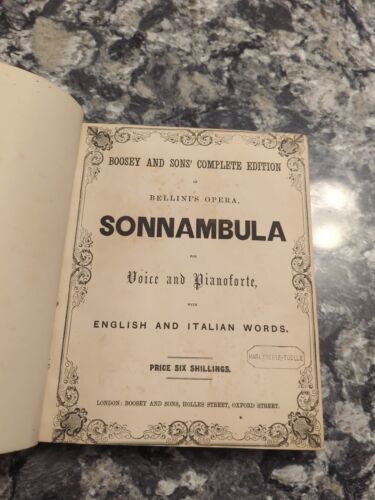 BOOSEY AND SONS' COMPLETE EDITION
OF
BELLINI'S OPERA,
SONNAMBULA
FOR
Voice and Pianoforte,
WITH
ENGLISH AND ITALIAN WORDS.
PRICE SIX SHILLINGS.
LONDON: BOOSEY AND SONS, HOLLES STREET, OXFORD STREET.